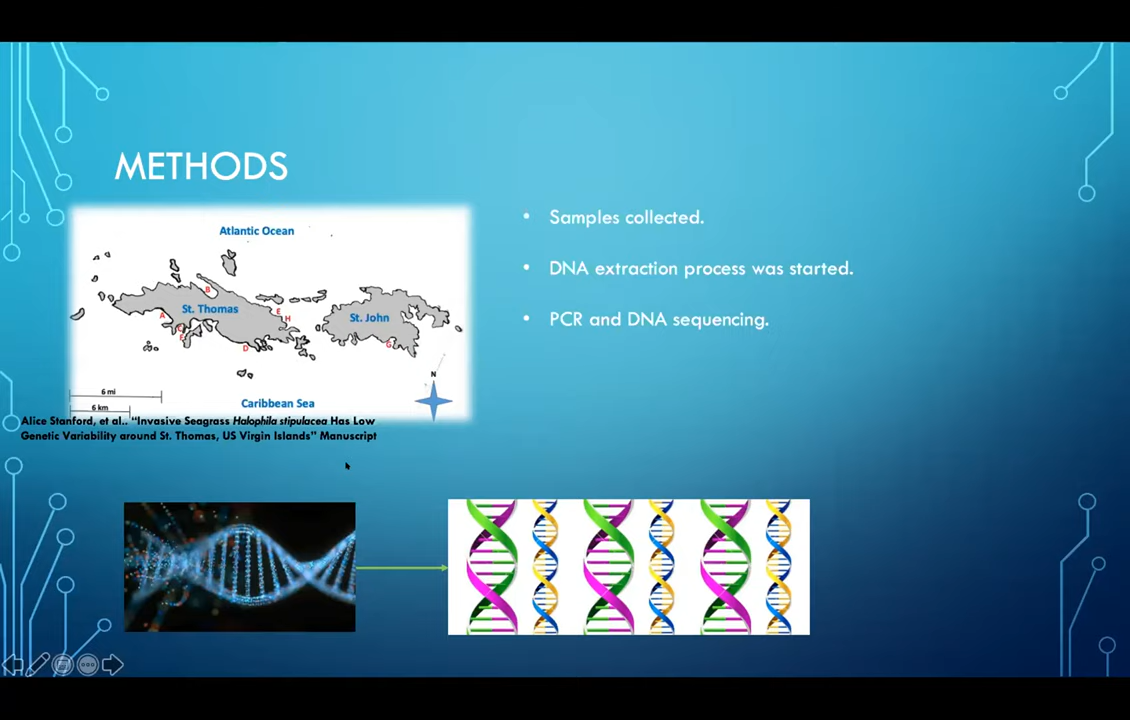 METHODS
Atlantic Ocean
B
St. Thomas
E
H
A
St. John
C
F
D
G
N
6 mi
6 km
Caribbean Sea
Alice Stanford, et al.. “Invasive Seagrass Halophila stipulacea Has Low
Genetic Variability around St. Thomas, US Virgin Islands” Manuscript
• Samples collected.
• DNA extraction process was started.
• PCR and DNA sequencing.